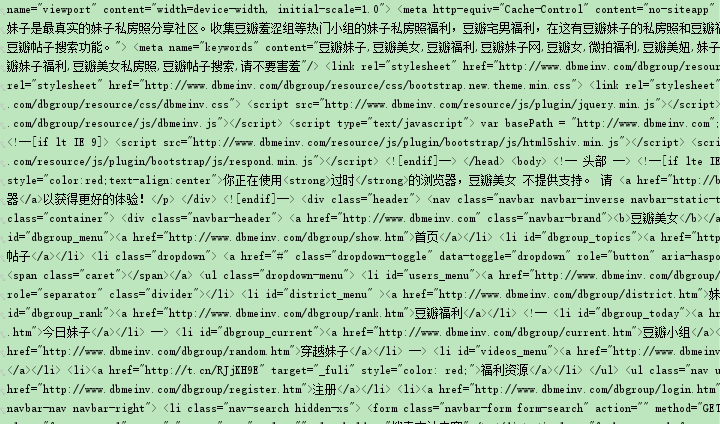 name="viewport" content="width=device-width, initial-scale=1.0"> <meta http-equiv="Cache-Control" content="no-siteapp"
妹子是最真实的妹子私房照分享社区。收集豆瓣羞涩组等热门小组的妹子私房照福利，豆瓣宅男福利，在这有豆瓣妹子的私房照和豆瓣福
豆瓣帖子搜索功能。"> <meta name="keywords" content="豆瓣妹子,豆瓣美女,豆瓣福利,豆瓣妹子网,豆瓣女,微拍福利,豆瓣美妞,妹子
瓣妹子福利,豆瓣美女私房照,豆瓣帖子搜索,请不要害羞"/> <link rel="stylesheet" href="http://www.dbmeinv.com/dbgroup/resour
rel="stylesheet" href="http://www.dbmeinv.com/dbgroup/resource/css/bootstrap.new.theme.min.css"> <link rel="stylesheet"
.com/dbgroup/resource/css/dbmeinv.css"> <script src="http://www.dbmeinv.com/resource/js/plugin/jquery.min.js"></script>
.com/dbgroup/resource/js/dbmeinv.js"></script> <script type="text/javascript"> var basePath = "http://www.dbmeinv.com";
<!—[if lt IE 9]> <script src="http://www.dbmeinv.com/resource/js/plugin/bootstrap/js/html5shiv.min.js"></script> <script
.com/resource/js/plugin/bootstrap/js/respond.min.js"></script> <![endif]—> </head> <body> <!— 头部 —> <!—[if lte IE
style="color:red;text-align:center">你正在使用<strong>过时</strong>的浏览器，豆瓣美女 不提供支持。 请 <a href="http://b
器</a>以获得更好的体验！</p> </div> <![endif]—> <div class="header"> <nav class="navbar navbar-inverse navbar-static-t
class="container"> <div class="navbar-header"> <a href="http://www.dbmeinv.com" class="navbar-brand"><b>豆瓣美女</b></a
id="dbgroup_menu"><a href="http://www.dbmeinv.com/dbgroup/show.htm">首页</a></li> <li id="dbgroup_topics"><a href="http
帖子</a></li> <li class="dropdown"> <a href="#" class="dropdown-toggle" data-toggle="dropdown" role="button" aria-haspo
<span class="caret"></span></a> <ul class="dropdown-menu"> <li id="users_menu"><a href="http://www.dbmeinv.com/dbgroup/
role="separator" class="divider"></li> <li id="district_menu" ><a href="http://www.dbmeinv.com/dbgroup/district.htm">妹
id="dbgroup_rank"><a href="http://www.dbmeinv.com/dbgroup/rank.htm">豆瓣福利</a></li> <!— <li id="dbgroup_today"><a hre
.htm">今日妹子</a></li> —> <li id="dbgroup_current"><a href="http://www.dbmeinv.com/dbgroup/current.htm">豆瓣小组</a></
href="http://www.dbmeinv.com/dbgroup/random.htm">穿越妹子</a></li> —> <li id="videos_menu"><a href="http://www.dbmeinv.
</a></li> <li><a href="http://t.cn/RJjKH9E" target="_fuli" style="color: red;">福利资源</a></li> </ul> <ul class="nav u
href="http://www.dbmeinv.com/dbgroup/register.htm">注册</a></li> <li><a href="http://www.dbmeinv.com/dbgroup/login.htm"
navbar-nav navbar-right"> <li class="nav-search hidden-xs"> <form class="navbar-form form-search" action="" method="GET